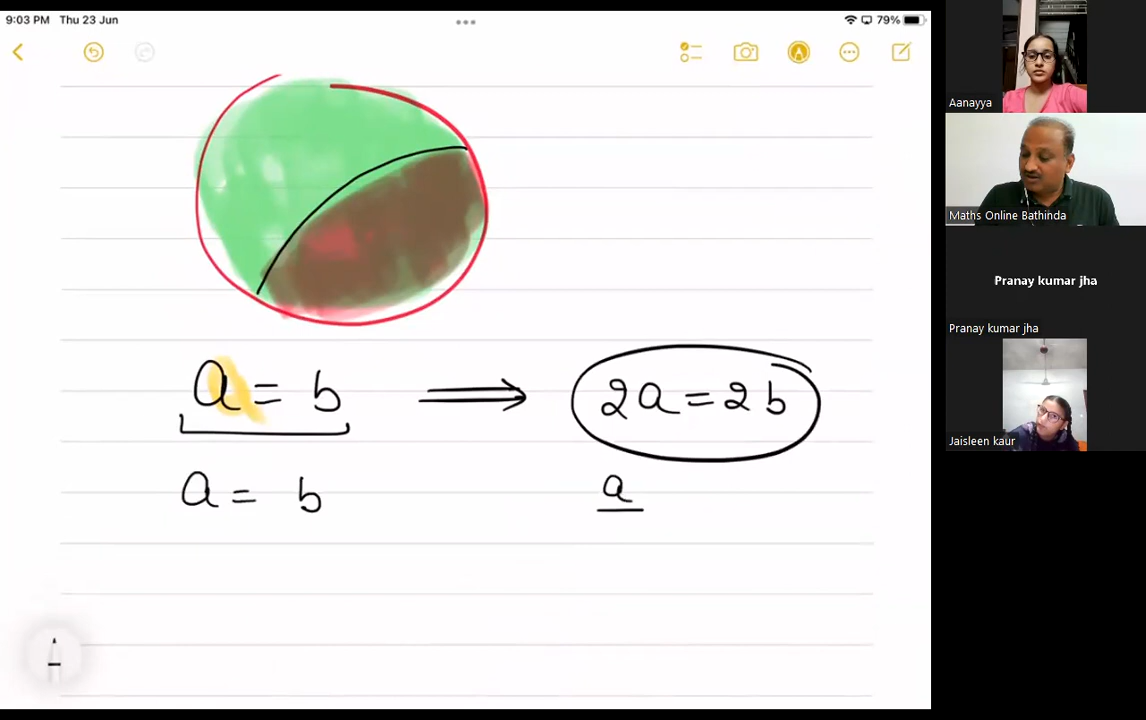 9:03 PM Thu 23 Jun
79%
a = b ⟹ 2a = 2b
a = b
a
Aanayya
Maths Online Bathinda
Pranay kumar jha
Pranay kumar jha
Jaisleen kaur